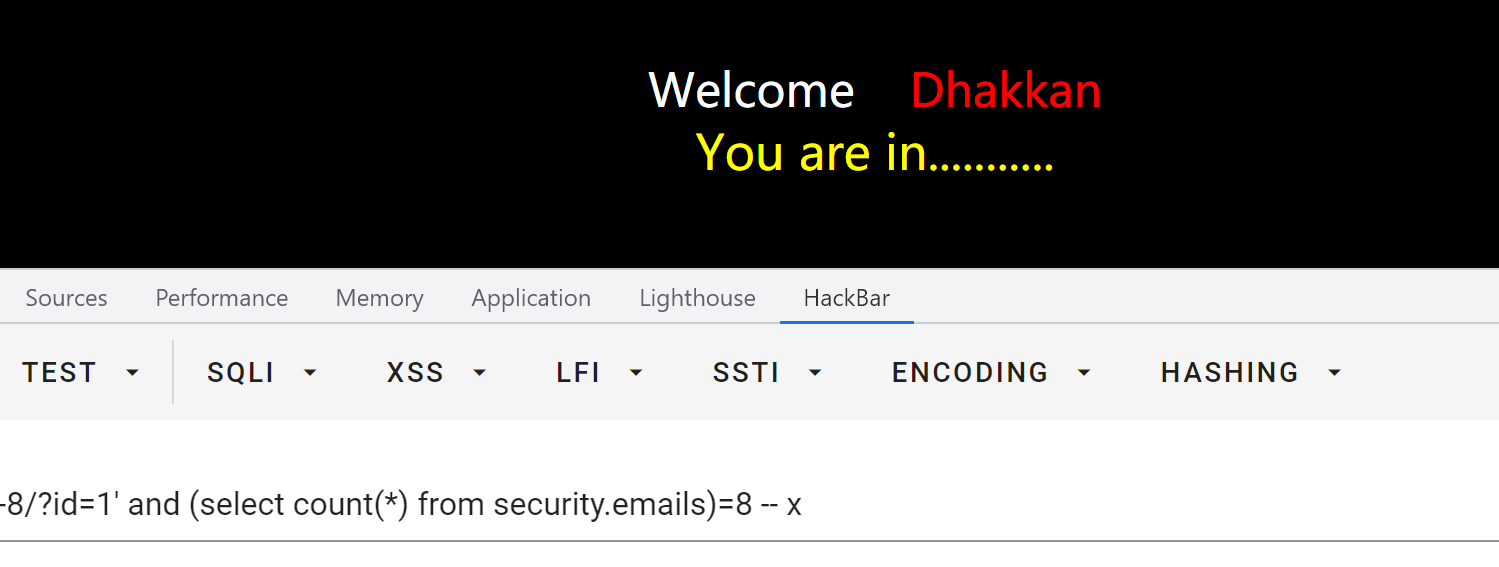 Welcome Dhakkan
You are in...........
Sources Performance Memory Application Lighthouse HackBar
TEST SQLI XSS LFI SSTI ENCODING HASHING
-8/?id=1' and (select count(*) from security.emails)=8 -- x